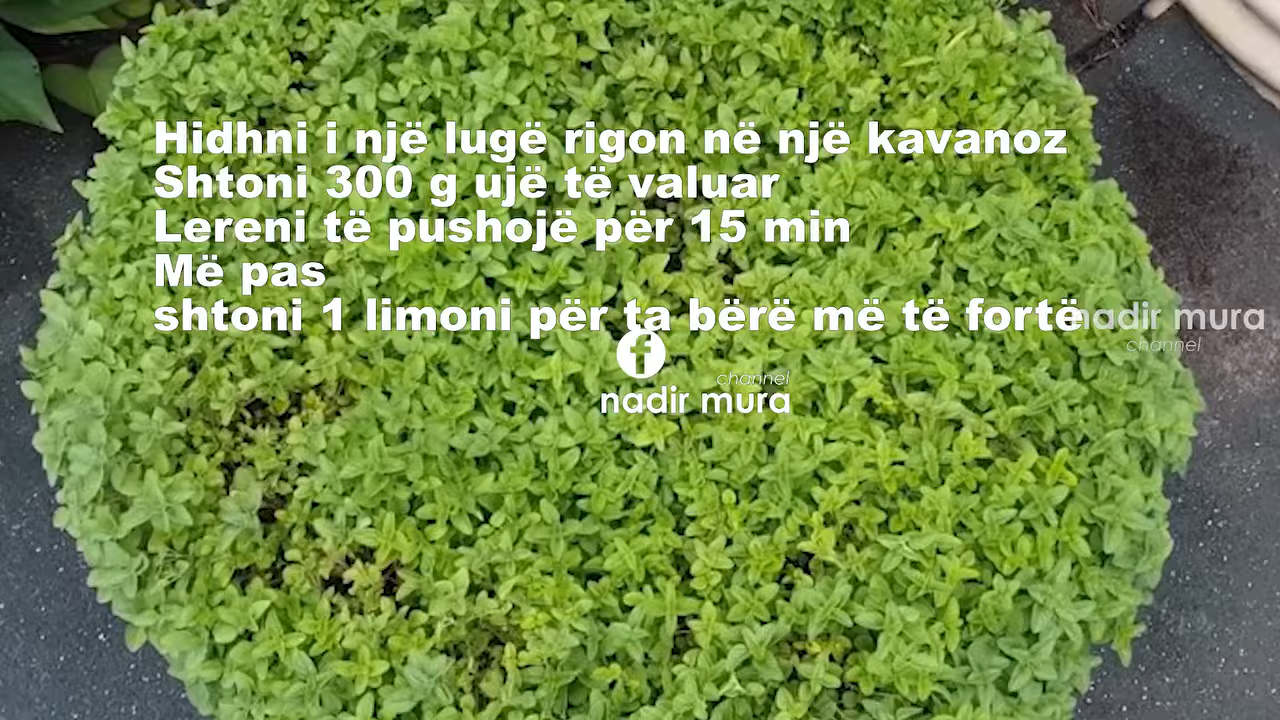 Hidhni i një lugë rigon në një kavanoz
Shtoni 300 g ujë të valuar
Lereni të pushojë për 15 min
Më pas
shtoni 1 limoni për ta bërë më të fortë
nadir mura
channel
f
channel
nadir mura